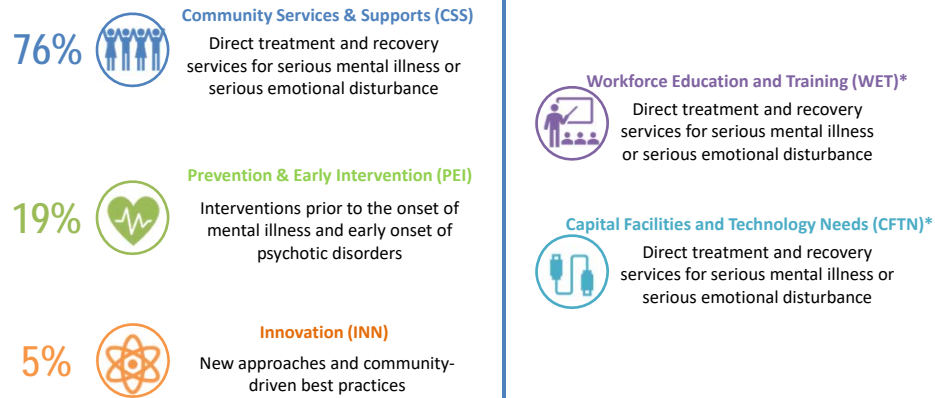 Community Services & Supports (CSS)
76%
Direct treatment and recovery
services for serious mental illness or
serious emotional disturbance
Prevention & Early Intervention (PEI)
19%
Interventions prior to the onset of
mental illness and early onset of
psychotic disorders
Innovation (INN)
5%
New approaches and community-
driven best practices
Workforce Education and Training (WET)*
Direct treatment and recovery
services for serious mental illness
or serious emotional disturbance
Capital Facilities and Technology Needs (CFTN)*
Direct treatment and recovery
services for serious mental illness or
serious emotional disturbance